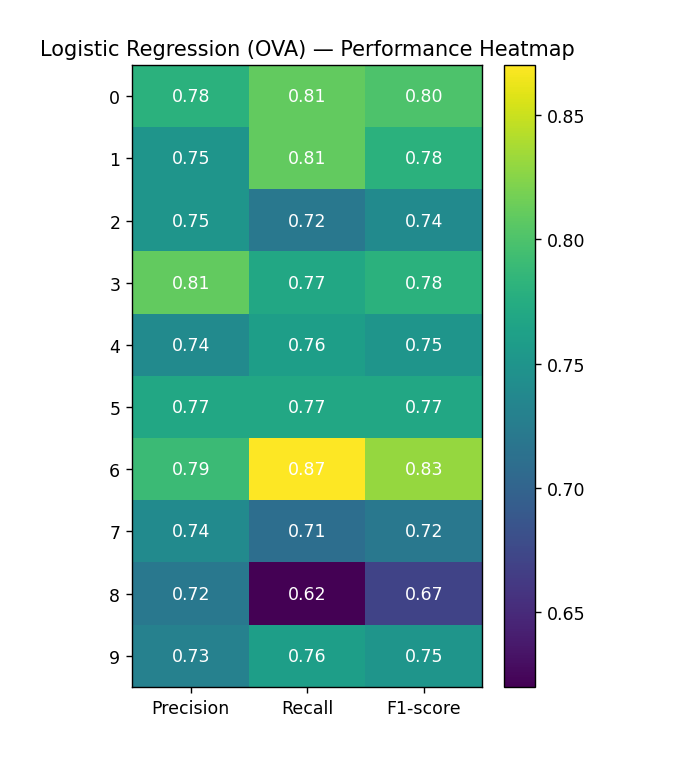 Logistic Regression (OVA) — Performance Heatmap
0 0.78 0.81 0.80
0.85
1 0.75 0.81 0.78
2 0.75 0.72 0.74
0.80
3 0.81 0.77 0.78
4 0.74 0.76 0.75
0.75
5 0.77 0.77 0.77
6 0.79 0.87 0.83
0.70
7 0.74 0.71 0.72
8 0.72 0.62 0.67
0.65
9 0.73 0.76 0.75
Precision Recall F1-score